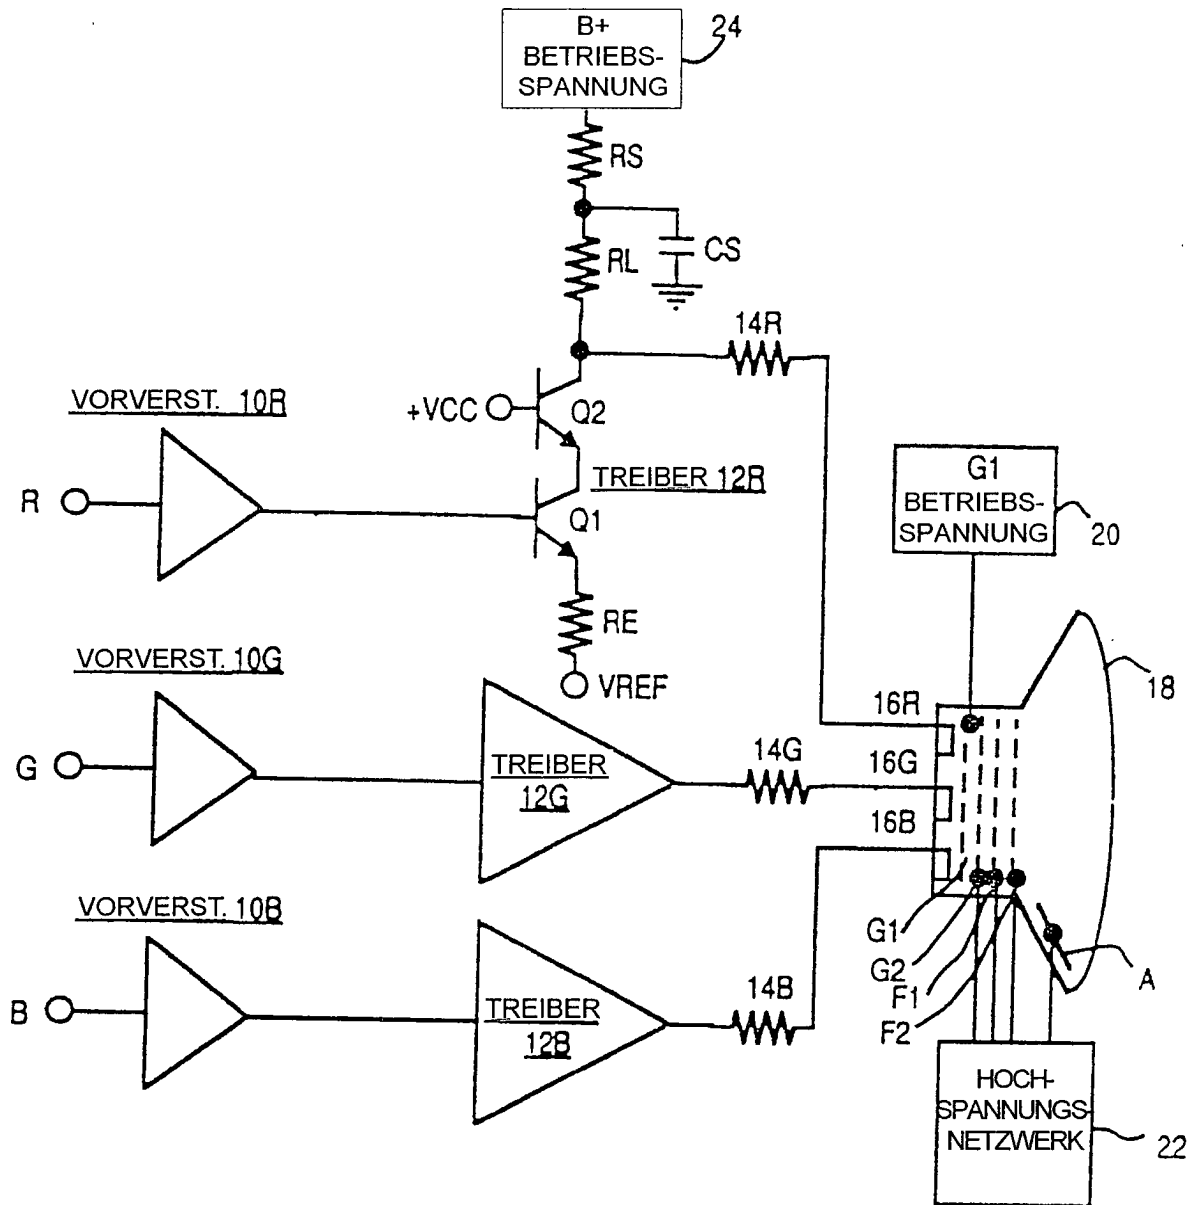 B+
BETRIEBS-
SPANNUNG
24
RS
RL
CS
14R
VORVERST. 10R
+VCC
Q2
R
TREIBER 12R
Q1
G1
BETRIEBS-
SPANNUNG
20
RE
VREF
VORVERST. 10G
18
16R
G
TREIBER
12G
14G
16G
16B
VORVERST. 10B
G1
G2
F1
F2
A
B
TREIBER
12B
14B
HOCH-
SPANNUNGS-
NETZWERK
22